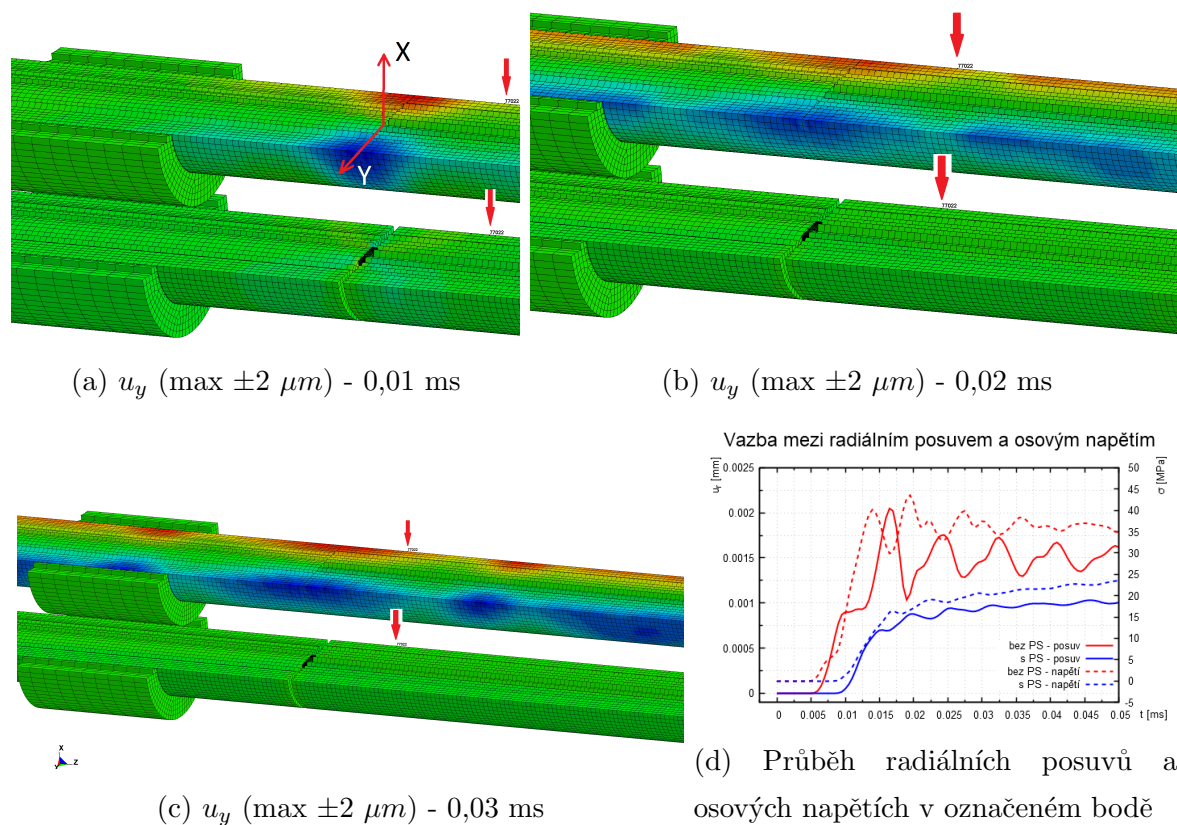 X
Y
77022
77022
77022
77022
(a) u_y (max ±2 μm) - 0,01 ms
(b) u_y (max ±2 μm) - 0,02 ms
X
Y
Z
(c) u_y (max ±2 μm) - 0,03 ms
Vazba mezi radiálním posuvem a osovým napětím
u_r [mm]
σ [MPa]
0.0025
0.002
0.0015
0.001
0.0005
0
50
45
40
35
30
25
20
15
10
5
0
-5
bez PS - posuv
s PS - posuv
bez PS - napětí
s PS - napětí
0 0.005 0.01 0.015 0.02 0.025 0.03 0.035 0.04 0.045 0.05
t [ms]
(d) Průběh radiálních posuvů a
osových napětích v označeném bodě